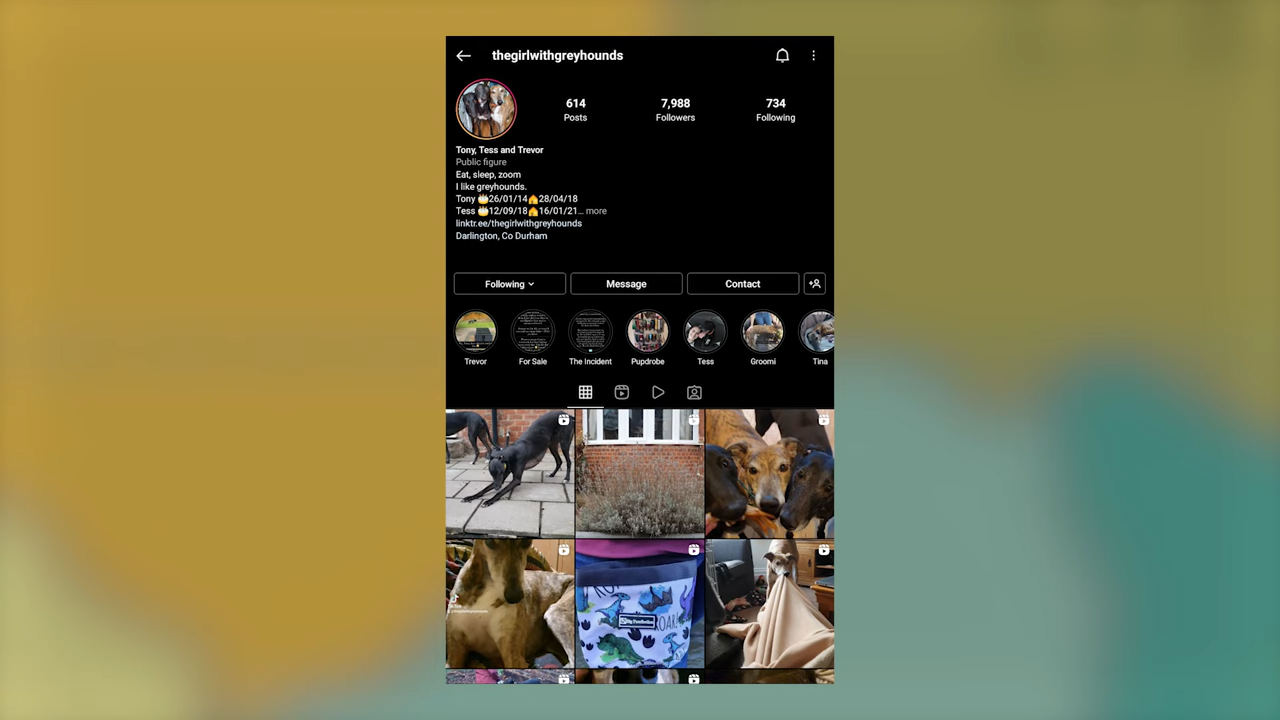 thegirlwithgreyhounds
614
Posts
7,988
Followers
734
Following
Tony, Tess and Trevor
Public figure
Eat, sleep, zoom
I like greyhounds.
Tony 🎂26/01/14🏠28/04/18
Tess 🎂12/09/18🏠16/01/21... more
linktr.ee/thegirlwithgreyhounds
Darlington, Co Durham
Following
Message
Contact
Trevor
For Sale
The Incident
Pupdrobe
Tess
Groomi
Tina
ROAR!